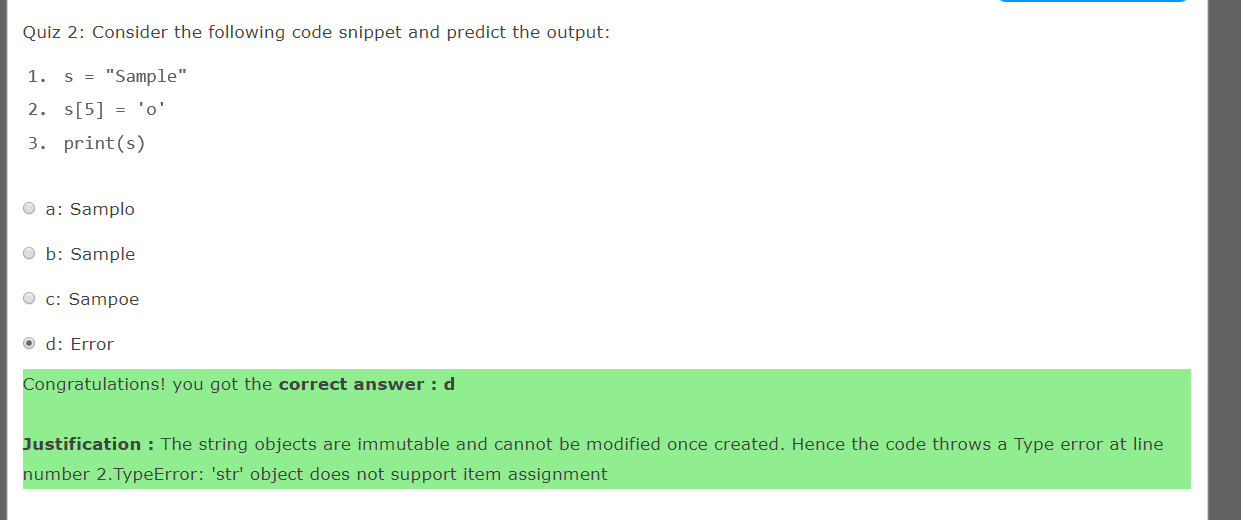 Quiz 2: Consider the following code snippet and predict the output:
1. s = "Sample"
2. s[5] = 'o'
3. print(s)
a: Samplo
b: Sample
c: Sampoe
d: Error
Congratulations! you got the correct answer : d
Justification : The string objects are immutable and cannot be modified once created. Hence the code throws a Type error at line
number 2.TypeError: 'str' object does not support item assignment